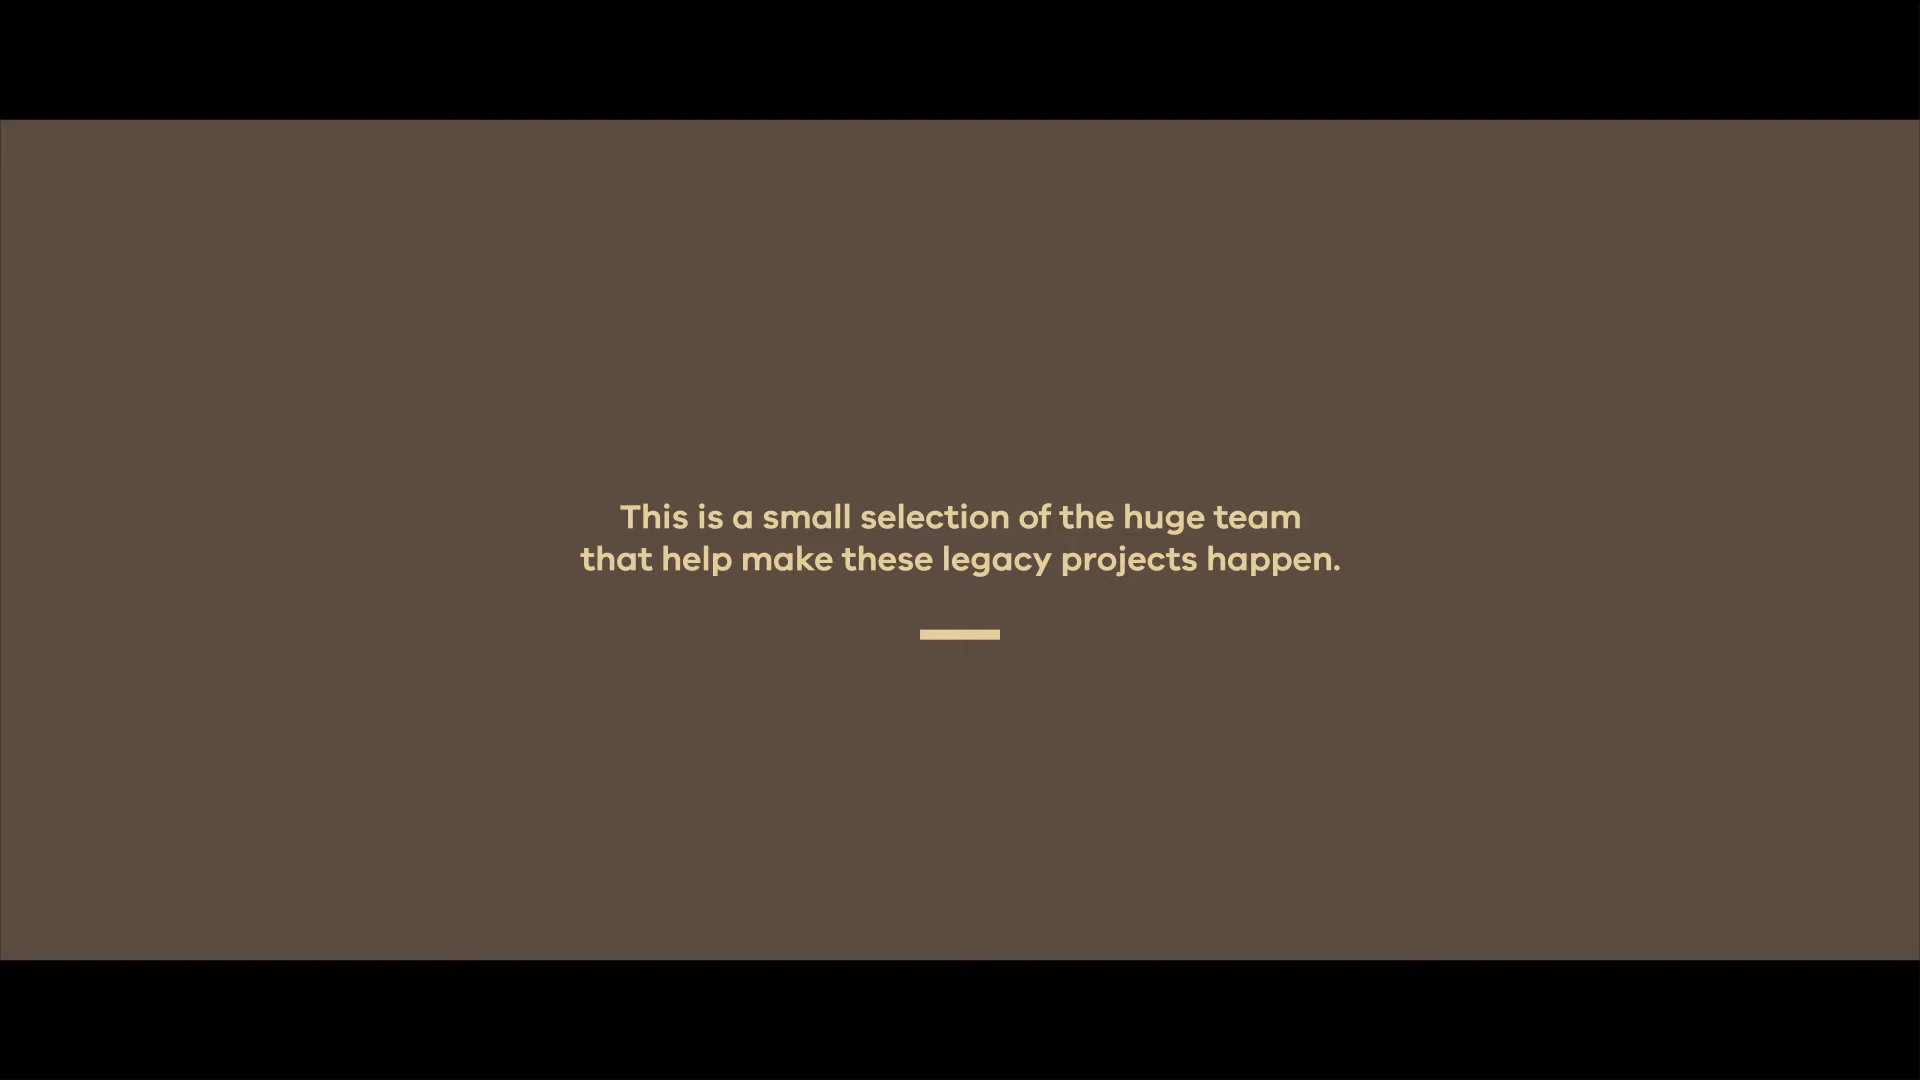 This is a small selection of the huge team
that help make these legacy projects happen.